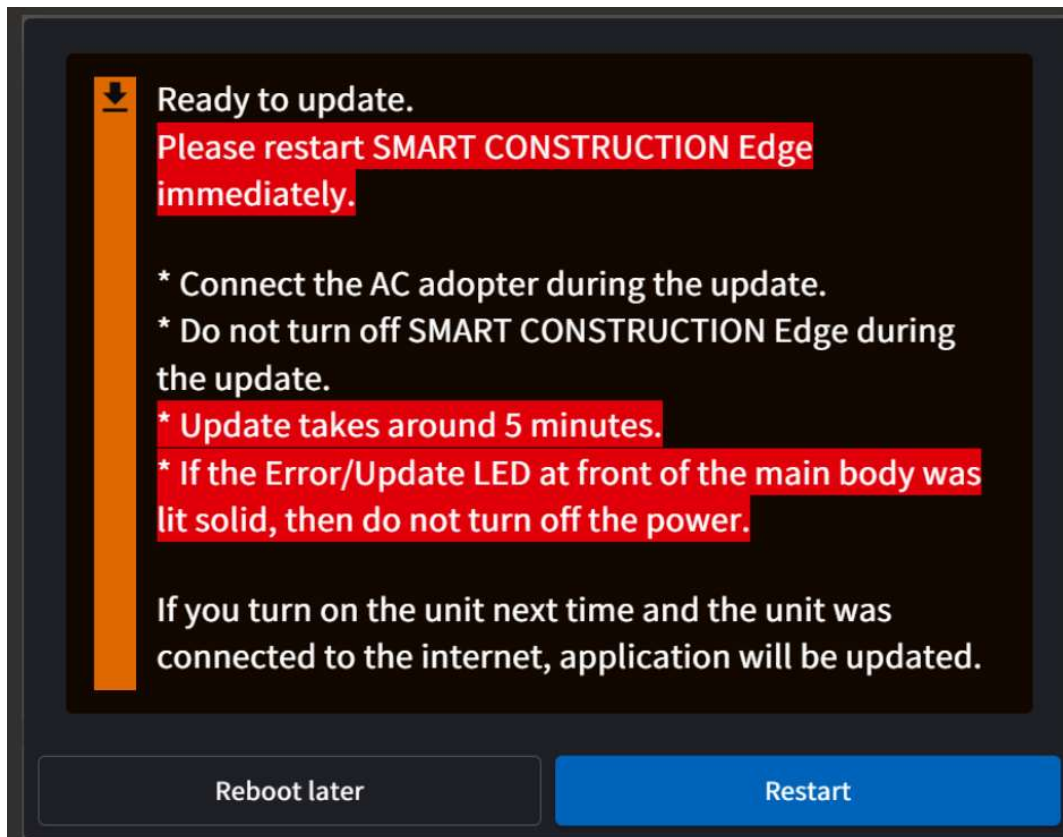 Ready to update.
Please restart SMART CONSTRUCTION Edge
immediately.
* Connect the AC adopter during the update.
* Do not turn off SMART CONSTRUCTION Edge during
the update.
* Update takes around 5 minutes.
* If the Error/Update LED at front of the main body was
lit solid, then do not turn off the power.
If you turn on the unit next time and the unit was
connected to the internet, application will be updated.
Reboot later
Restart